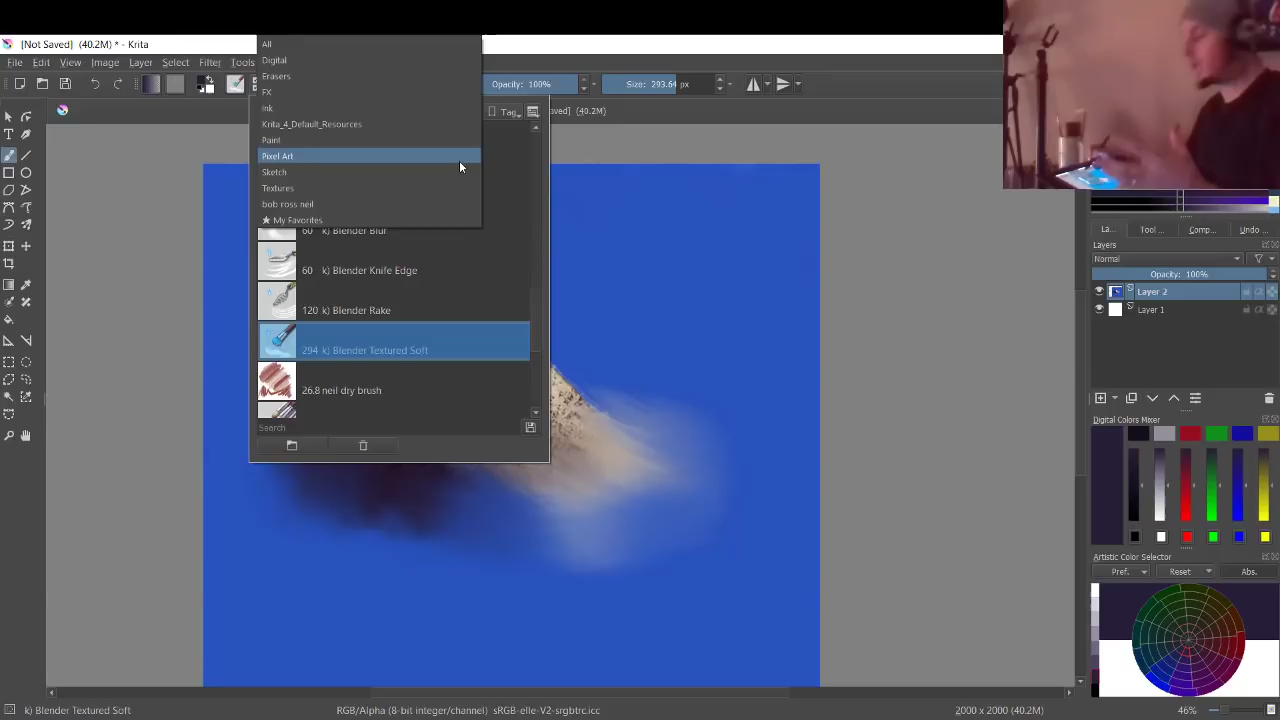 [Not Saved] (40.2M) * - Krita
File Edit View Image Layer Select Filter Tools
Opacity: 100% Size: 293.64 px
All
Digital
Erasers
FX
Ink
Krita_4_Default_Resources
Paint
Pixel Art
Sketch
Textures
bob ross neil
My Favorites
Tag
(40.2M)
60 k) Blender Blur
60 k) Blender Knife Edge
120 k) Blender Rake
294 k) Blender Textured Soft
26.8 neil dry brush
Search
La... Tool ... Comp... Undo ...
Layers
Normal
Opacity: 100%
Layer 2
Layer 1
Digital Colors Mixer
Artistic Color Selector
Pref. Reset Abs.
k) Blender Textured Soft
RGB/Alpha (8-bit integer/channel) sRGB-elle-V2-srgbtrc.icc
2000 x 2000 (40.2M)
46%